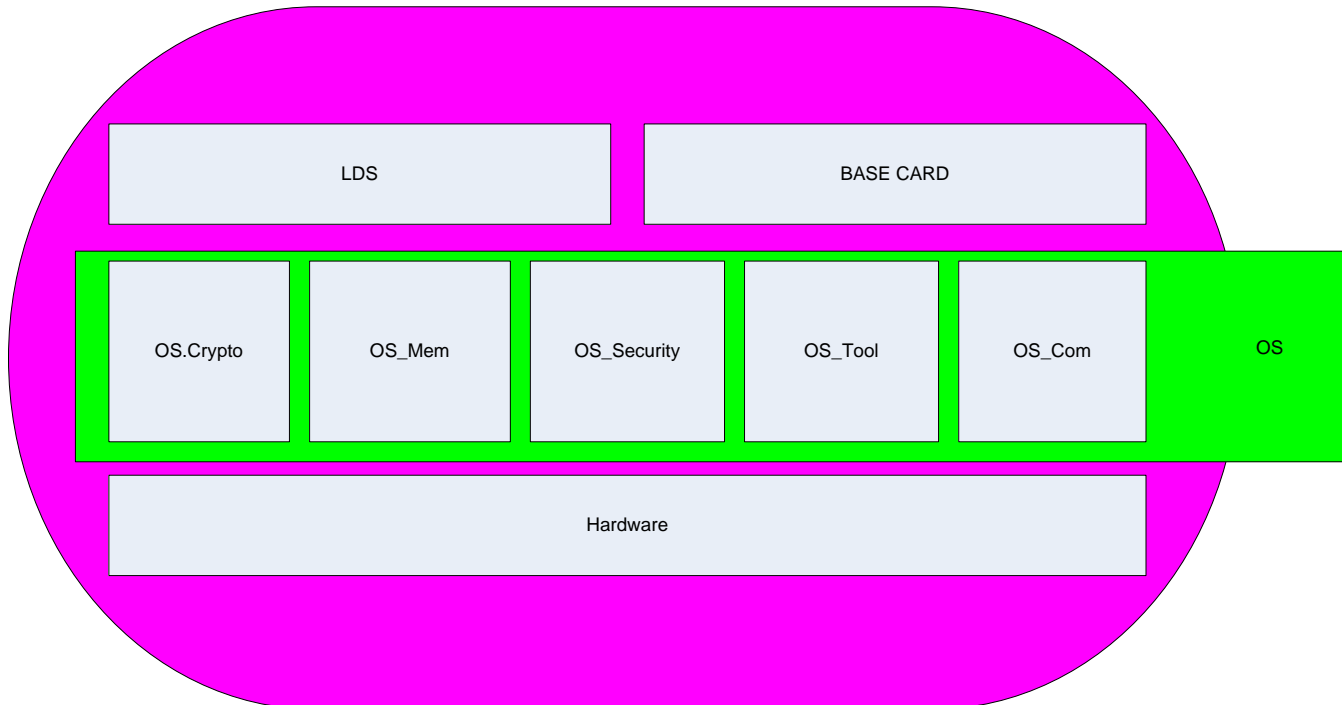 LDS
BASE CARD
OS.Crypto
OS_Mem
OS_Security
OS_Tool
OS_Com
OS
Hardware